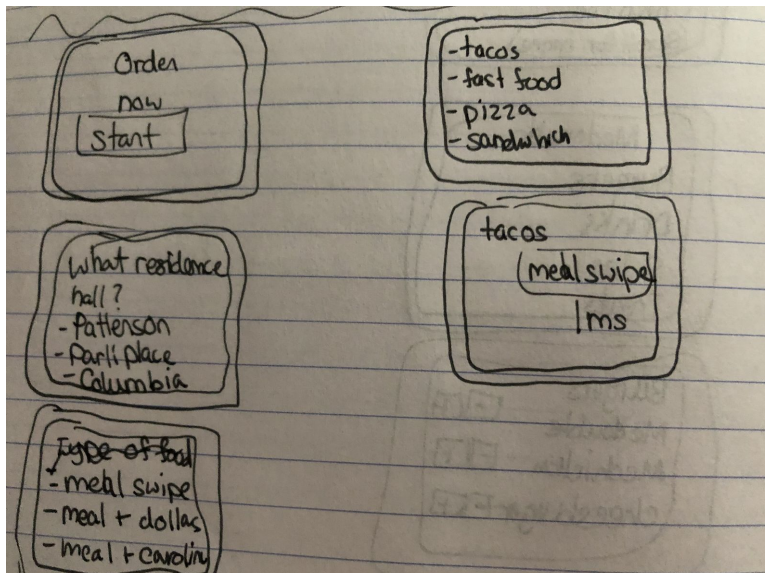 Order
now
start
What residence
hall?
- Patterson
- Park place
- Columbia
Type of food
- meal swipe
- meal + dollas
- meal + carolin
- tacos
- fast food
- pizza
- sandwhich
tacos
meal swipe
1ms